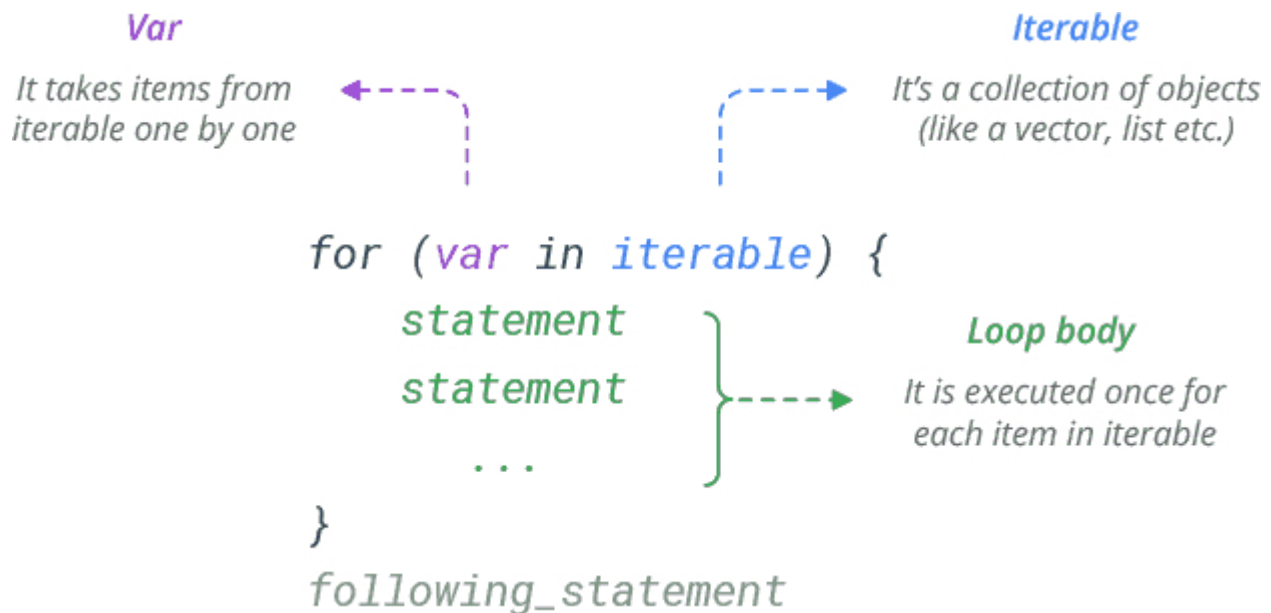 Var
It takes items from
iterable one by one
Iterable
It's a collection of objects
(like a vector, list etc.)
for (var in iterable) {
statement
statement
...
}
following_statement
Loop body
It is executed once for
each item in iterable